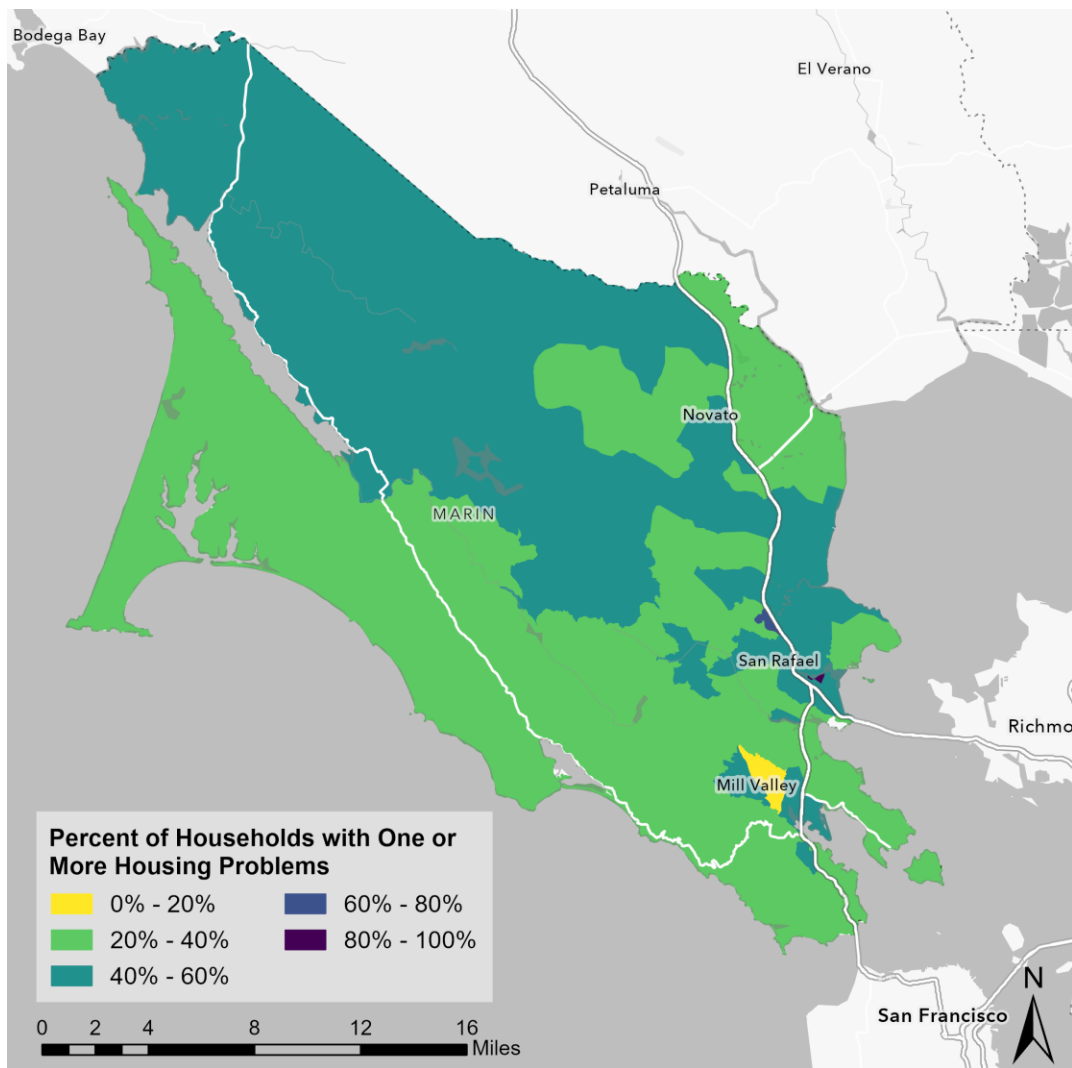 Bodega Bay
El Verano
Petaluma
Novato
MARIN
San Rafael
Richmo
Mill Valley
Percent of Households with One or
More Housing Problems
0% - 20%
60% - 80%
20% - 40%
80% - 100%
40% - 60%
N
San Francisco
0 2 4 8 12 16
Miles